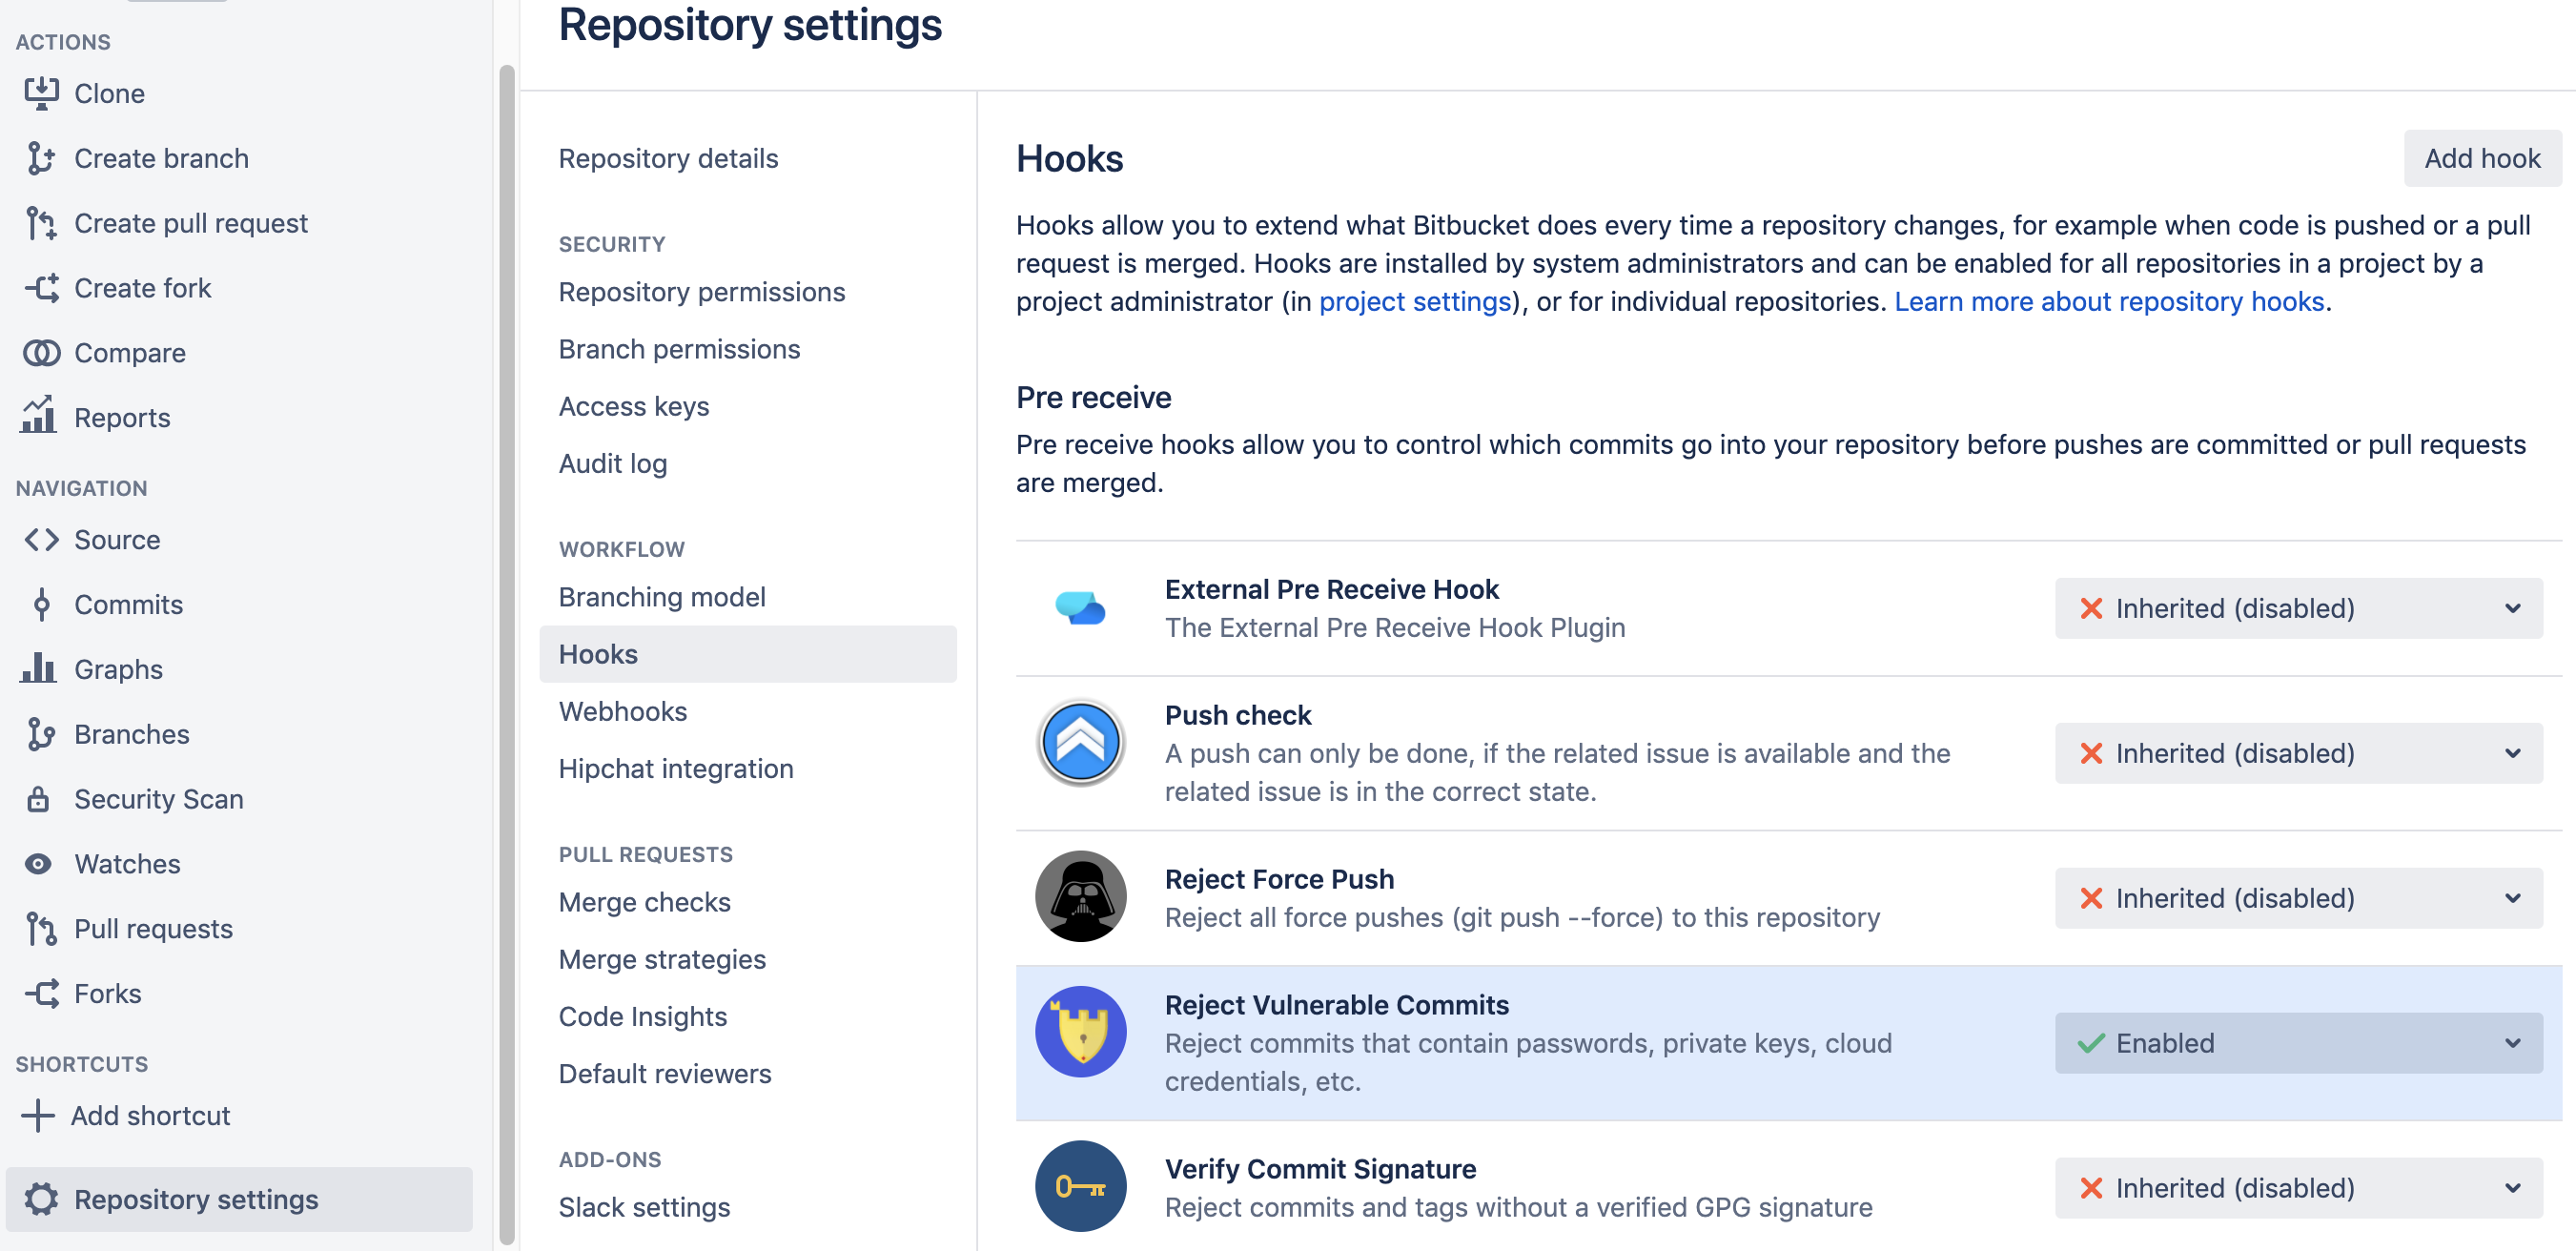 ACTIONS
Clone
Create branch
Create pull request
Create fork
Compare
Reports
NAVIGATION
Source
Commits
Graphs
Branches
Security Scan
Watches
Pull requests
Forks
SHORTCUTS
Add shortcut
Repository settings
Repository settings
Repository details
SECURITY
Repository permissions
Branch permissions
Access keys
Audit log
WORKFLOW
Branching model
Hooks
Webhooks
Hipchat integration
PULL REQUESTS
Merge checks
Merge strategies
Code Insights
Default reviewers
ADD-ONS
Slack settings
Hooks
Add hook
Hooks allow you to extend what Bitbucket does every time a repository changes, for example when code is pushed or a pull
request is merged. Hooks are installed by system administrators and can be enabled for all repositories in a project by a
project administrator (in project settings), or for individual repositories. Learn more about repository hooks.
Pre receive
Pre receive hooks allow you to control which commits go into your repository before pushes are committed or pull requests
are merged.
External Pre Receive Hook
The External Pre Receive Hook Plugin
Inherited (disabled)
Push check
A push can only be done, if the related issue is available and the
related issue is in the correct state.
Inherited (disabled)
Reject Force Push
Reject all force pushes (git push --force) to this repository
Inherited (disabled)
Reject Vulnerable Commits
Reject commits that contain passwords, private keys, cloud
credentials, etc.
Enabled
Verify Commit Signature
Reject commits and tags without a verified GPG signature
Inherited (disabled)